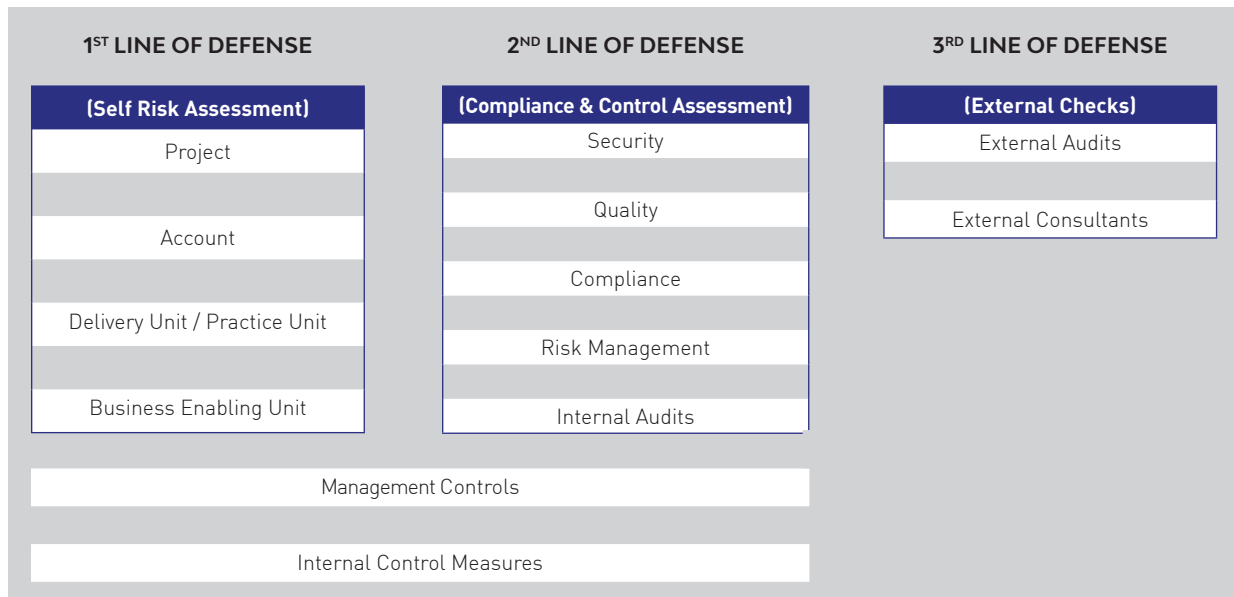 1ST LINE OF DEFENSE
(Self Risk Assessment)
Project
Account
Delivery Unit / Practice Unit
Business Enabling Unit
2ND LINE OF DEFENSE
(Compliance & Control Assessment)
Security
Quality
Compliance
Risk Management
Internal Audits
3RD LINE OF DEFENSE
(External Checks)
External Audits
External Consultants
Management Controls
Internal Control Measures